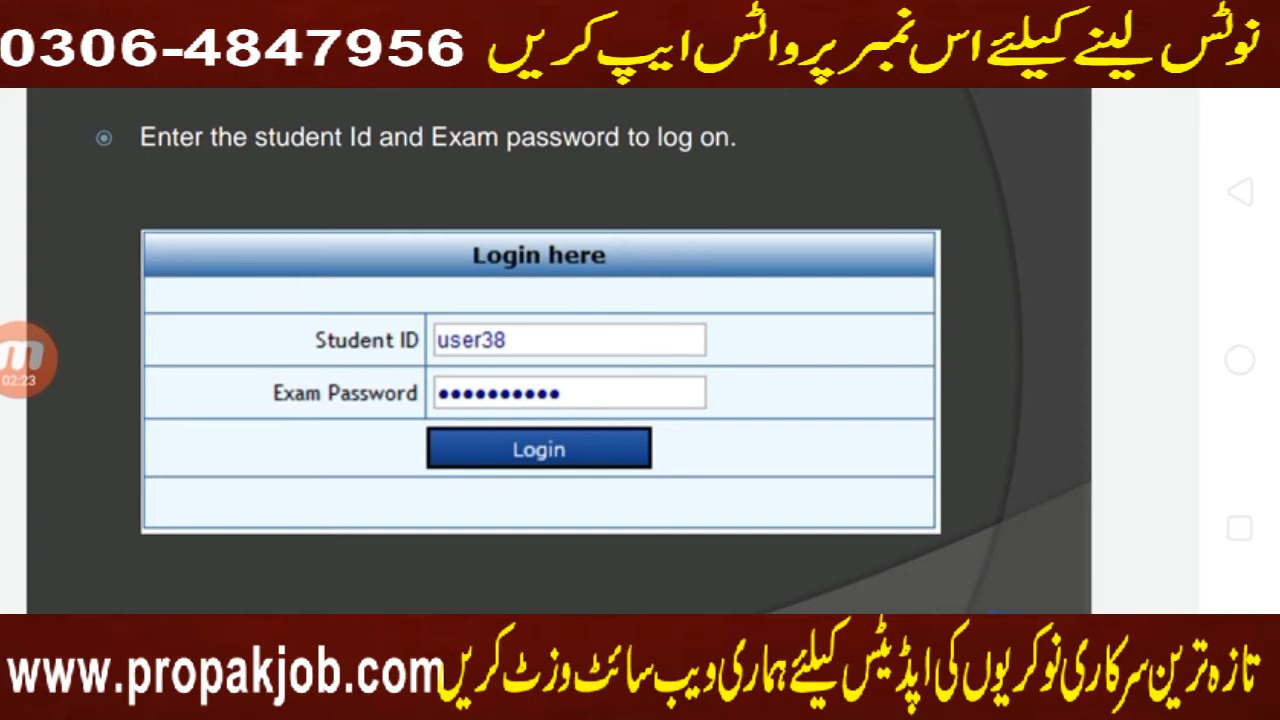 0306-4847956 نوٹس لینے کیلئے اس نمبر پر واٹس ایپ کریں
Enter the student Id and Exam password to log on.
Login here
Student ID user38
02:23
Exam Password ••••••••••
Login
www.propakjob.com تازہ ترین سرکاری نوکریوں کی اپڈیٹس کیلئے ہماری ویب سائٹ وزٹ کریں